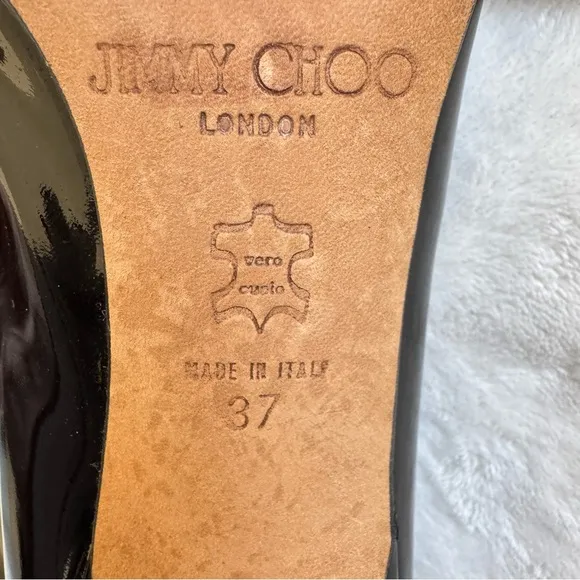 JIMMY CHOO
LONDON
vero
cuoio
MADE IN ITALY
37